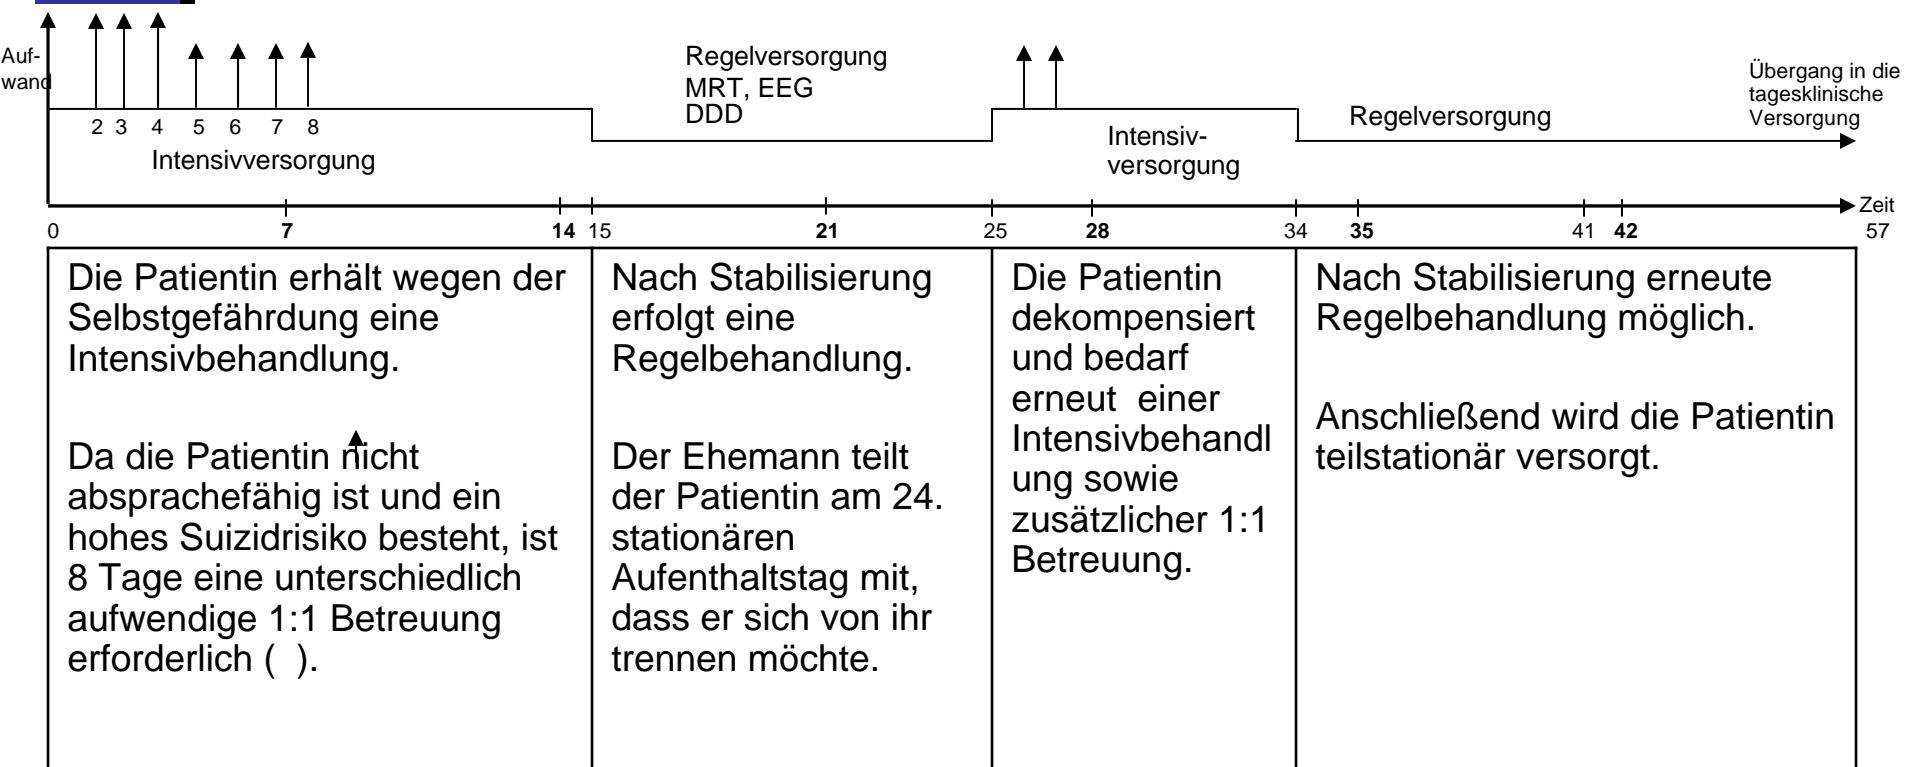 Auf-
wand
2 3 4 5 6 7 8
Intensivversorgung
Regelversorgung
MRT, EEG
DDD
Intensiv-
versorgung
Regelversorgung
Übergang in die
tagesklinische
Versorgung
Zeit
0 7 14 15 21 25 28 34 35 41 42 57
Die Patientin erhält wegen der
Selbstgefährdung eine
Intensivbehandlung.
Da die Patientin nicht
absprachefähig ist und ein
hohes Suizidrisiko besteht, ist
8 Tage eine unterschiedlich
aufwendige 1:1 Betreuung
erforderlich ( ).
Nach Stabilisierung
erfolgt eine
Regelbehandlung.
Der Ehemann teilt
der Patientin am 24.
stationären
Aufenthaltstag mit,
dass er sich von ihr
trennen möchte.
Die Patientin
dekompensiert
und bedarf
erneut einer
Intensivbehandl
ung sowie
zusätzlicher 1:1
Betreuung.
Nach Stabilisierung erneute
Regelbehandlung möglich.
Anschließend wird die Patientin
teilstationär versorgt.